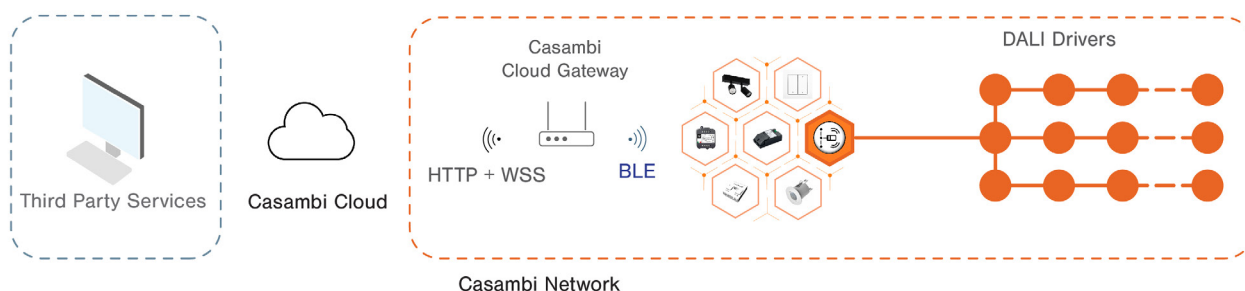 Casambi
Cloud Gateway
DALI Drivers
HTTP + WSS
BLE
Third Party Services
Casambi Cloud
Casambi Network